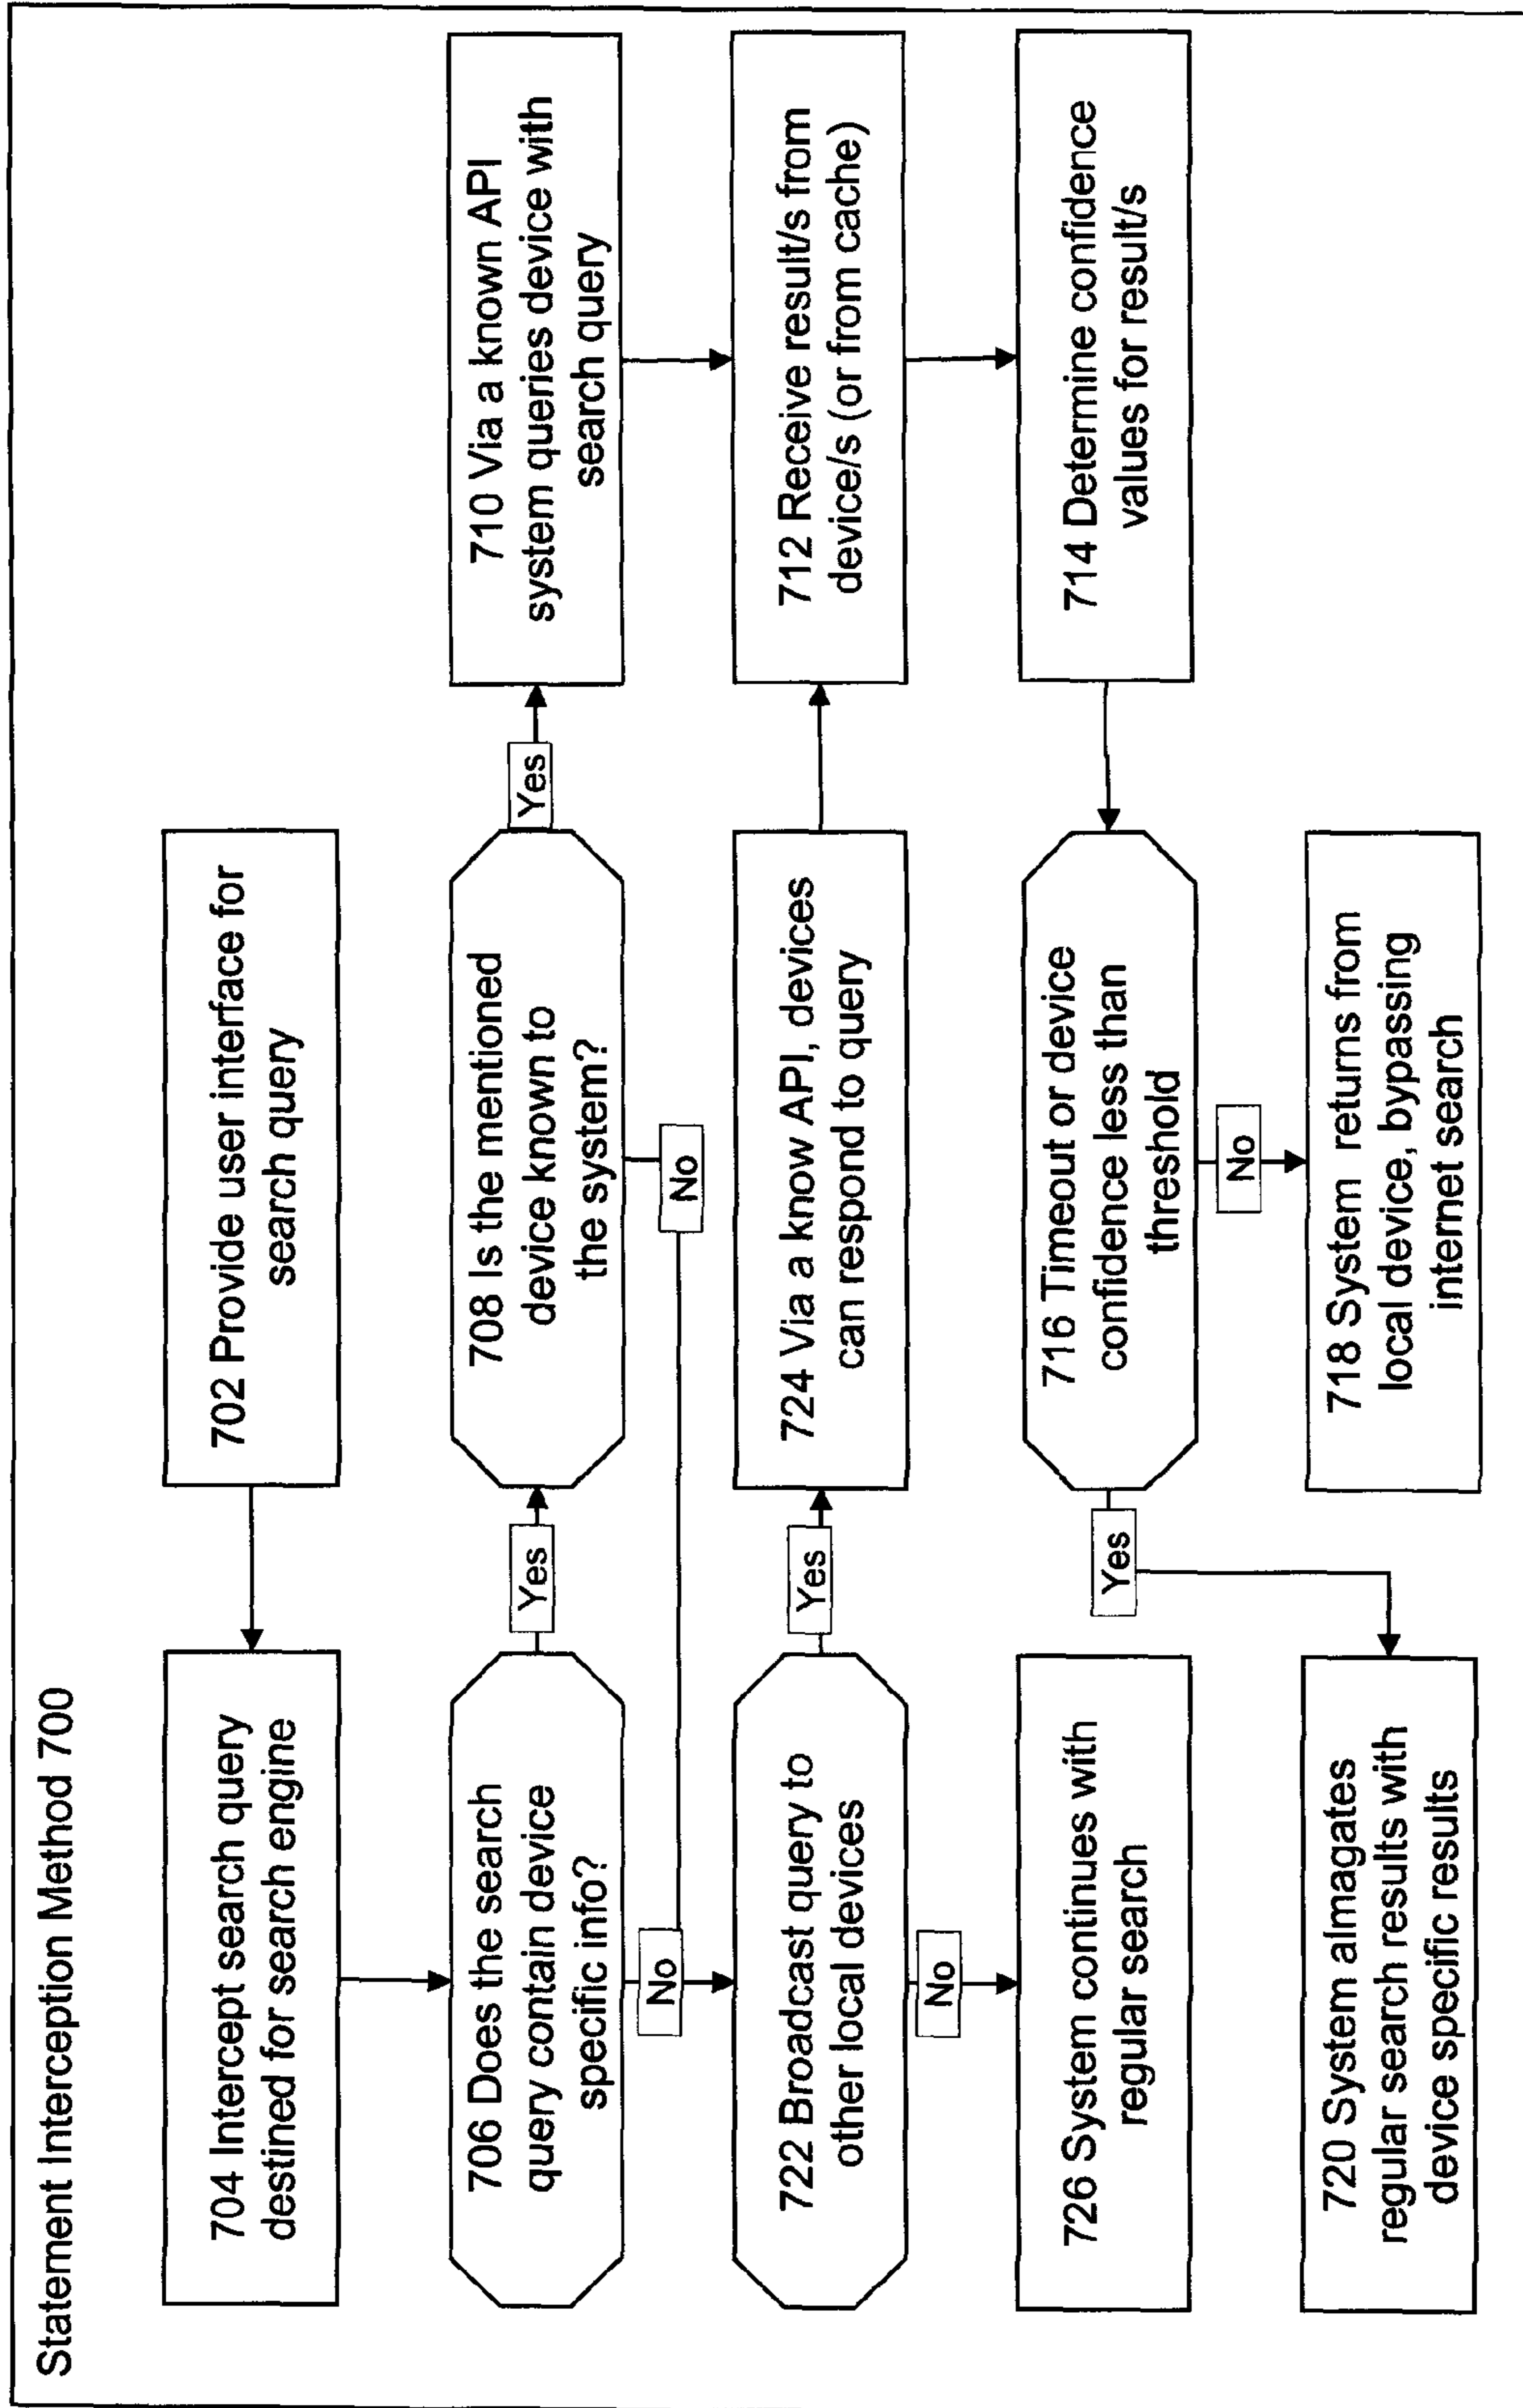 Statement Interception Method 700
702 Provide user interface for
search query
704 Intercept search query
destined for search engine
706 Does the search
query contain device
specific info?
Yes
708 Is the mentioned
device known to
the system?
Yes
710 Via a known API
system queries device with
search query
No
No
722 Broadcast query to
other local devices
Yes
724 Via a know API, devices
can respond to query
712 Receive result/s from
device/s (or from cache)
No
726 System continues with
regular search
716 Timeout or device
confidence less than
threshold
714 Determine confidence
values for result/s
Yes
No
720 System almagates
regular search results with
device specific results
718 System returns from
local device, bypassing
internet search